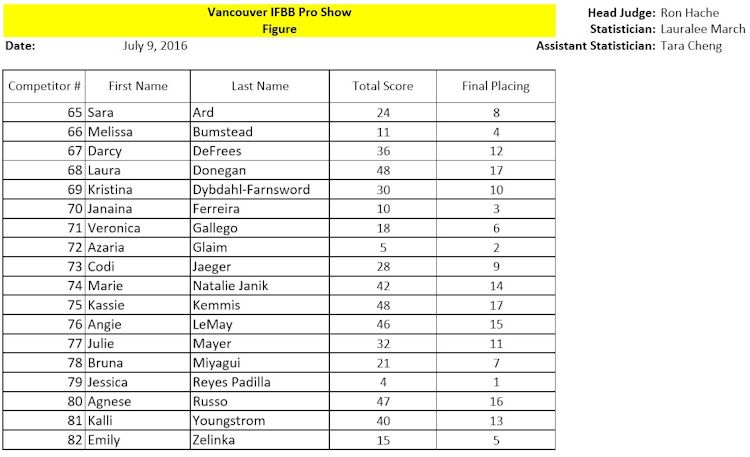 Vancouver IFBB Pro Show
Figure
Head Judge: Ron Hache
Statistician: Lauralee March
Date: July 9, 2016 Assistant Statistician: Tara Cheng
Competitor # First Name Last Name Total Score Final Placing
65 Sara Ard 24 8
66 Melissa Bumstead 11 4
67 Darcy DeFrees 36 12
68 Laura Donegan 48 17
69 Kristina Dybdahl-Farnsword 30 10
70 Janaina Ferreira 10 3
71 Veronica Gallego 18 6
72 Azaria Glaim 5 2
73 Codi Jaeger 28 9
74 Marie Natalie Janik 42 14
75 Kassie Kemmis 48 17
76 Angie LeMay 46 15
77 Julie Mayer 32 11
78 Bruna Miyagui 21 7
79 Jessica Reyes Padilla 4 1
80 Agnese Russo 47 16
81 Kalli Youngstrom 40 13
82 Emily Zelinka 15 5